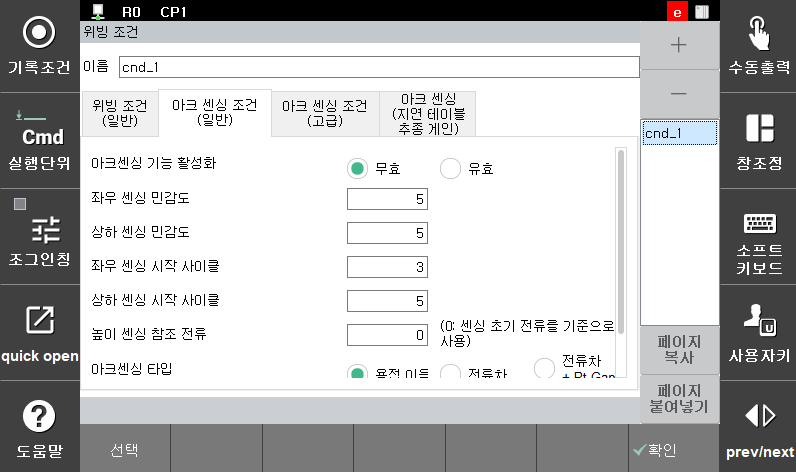 R0 CP1
e
위빙 조건
이름 cnd_1
위빙 조건
(일반)
아크 센싱 조건
(일반)
아크 센싱 조건
(고급)
아크 센싱
(지연 테이블
추종 게인)
아크센싱 기능 활성화 무효 유효
좌우 센싱 민감도 5
상하 센싱 민감도 5
좌우 센싱 시작 사이클 3
상하 센싱 시작 사이클 5
높이 센싱 참조 전류 0 (0: 센싱 초기 전류를 기준으로
사용)
아크센싱 타입 용접 이음 전류차 전류차
+ Rt Gap
cnd_1
페이지
복사
페이지
붙여넣기
기록조건
Cmd
실행단위
조그인칭
quick open
도움말
수동출력
창조정
소프트
키보드
U
사용자키
prev/next
선택
확인